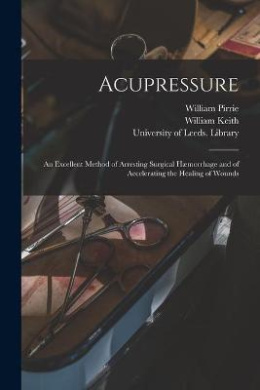 ACUPRESSURE
William Pirrie
William Keith
University of Leeds. Library
An Excellent Method of Arresting Surgical Hæmorrhage and of
Accelerating the Healing of Wounds